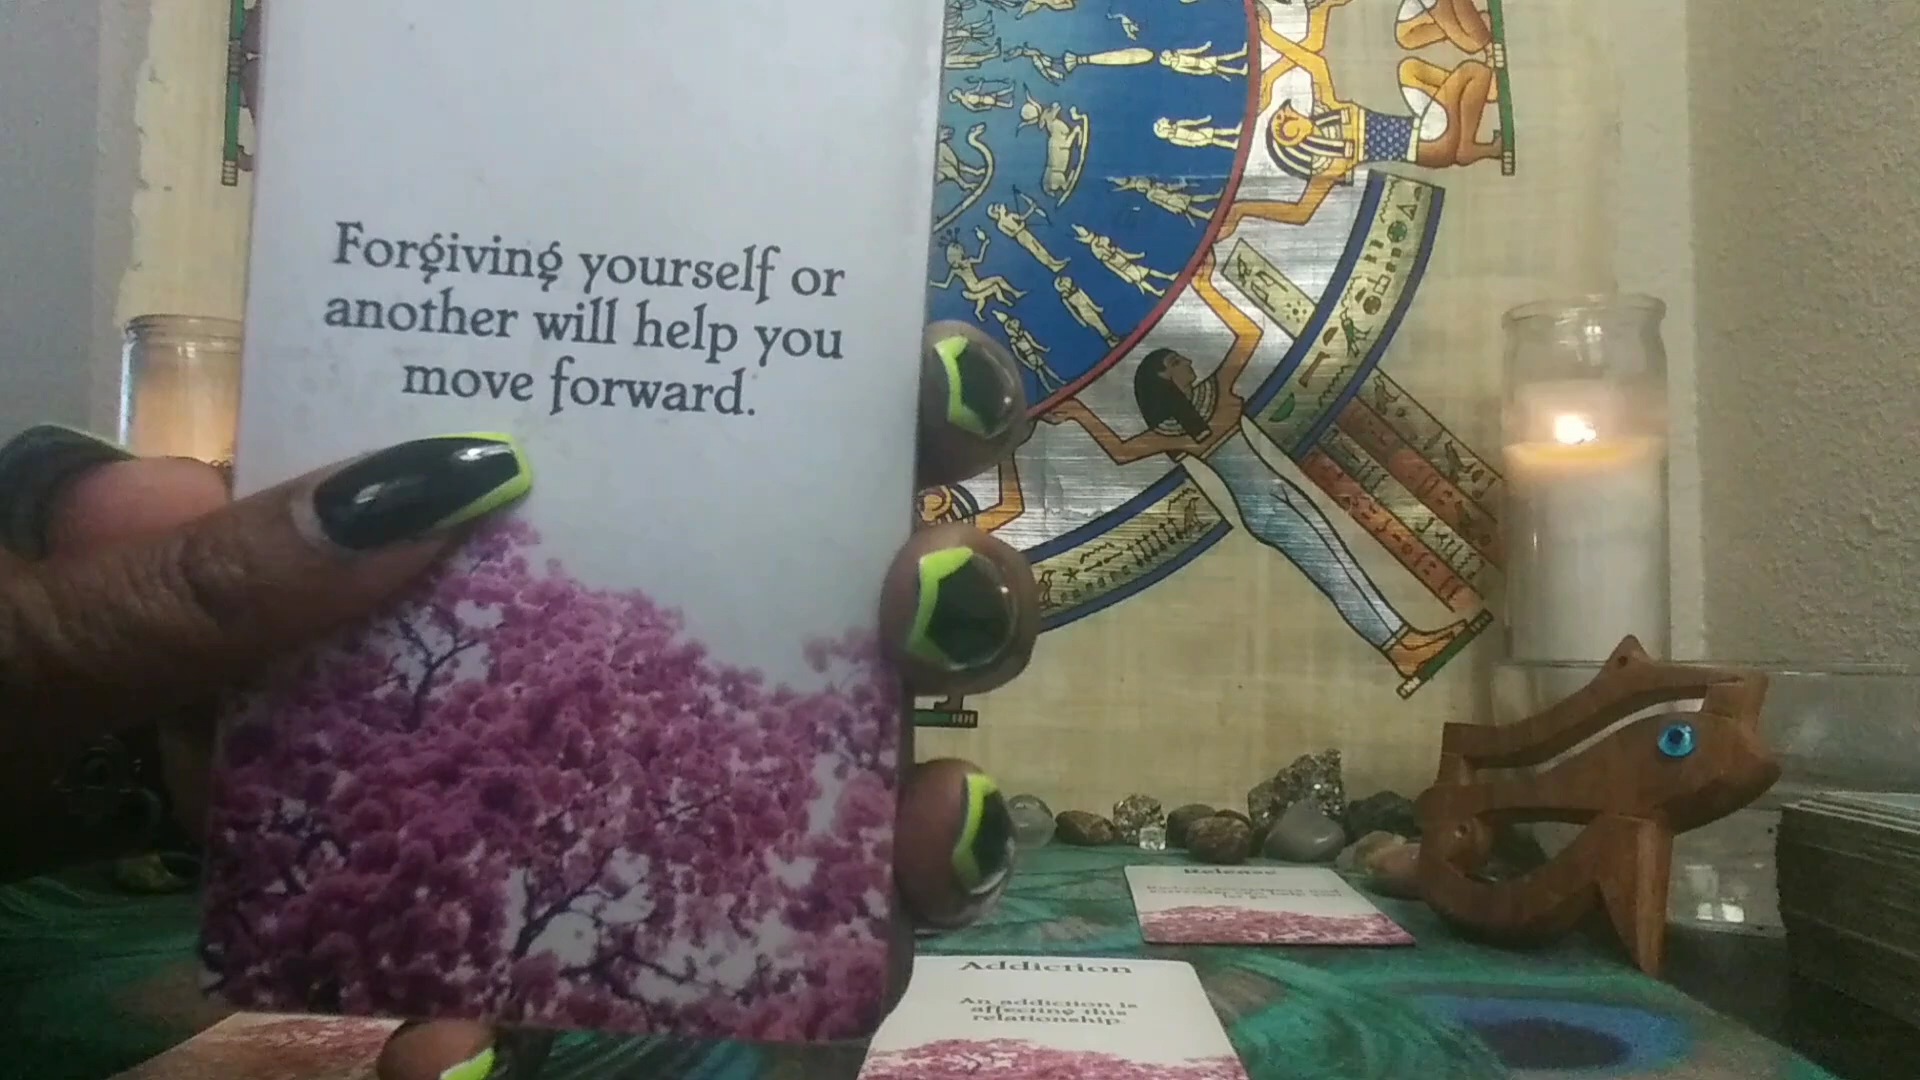 Forgiving yourself or
another will help you
move forward.
Release
Addiction
An addiction is
affecting this
relationship